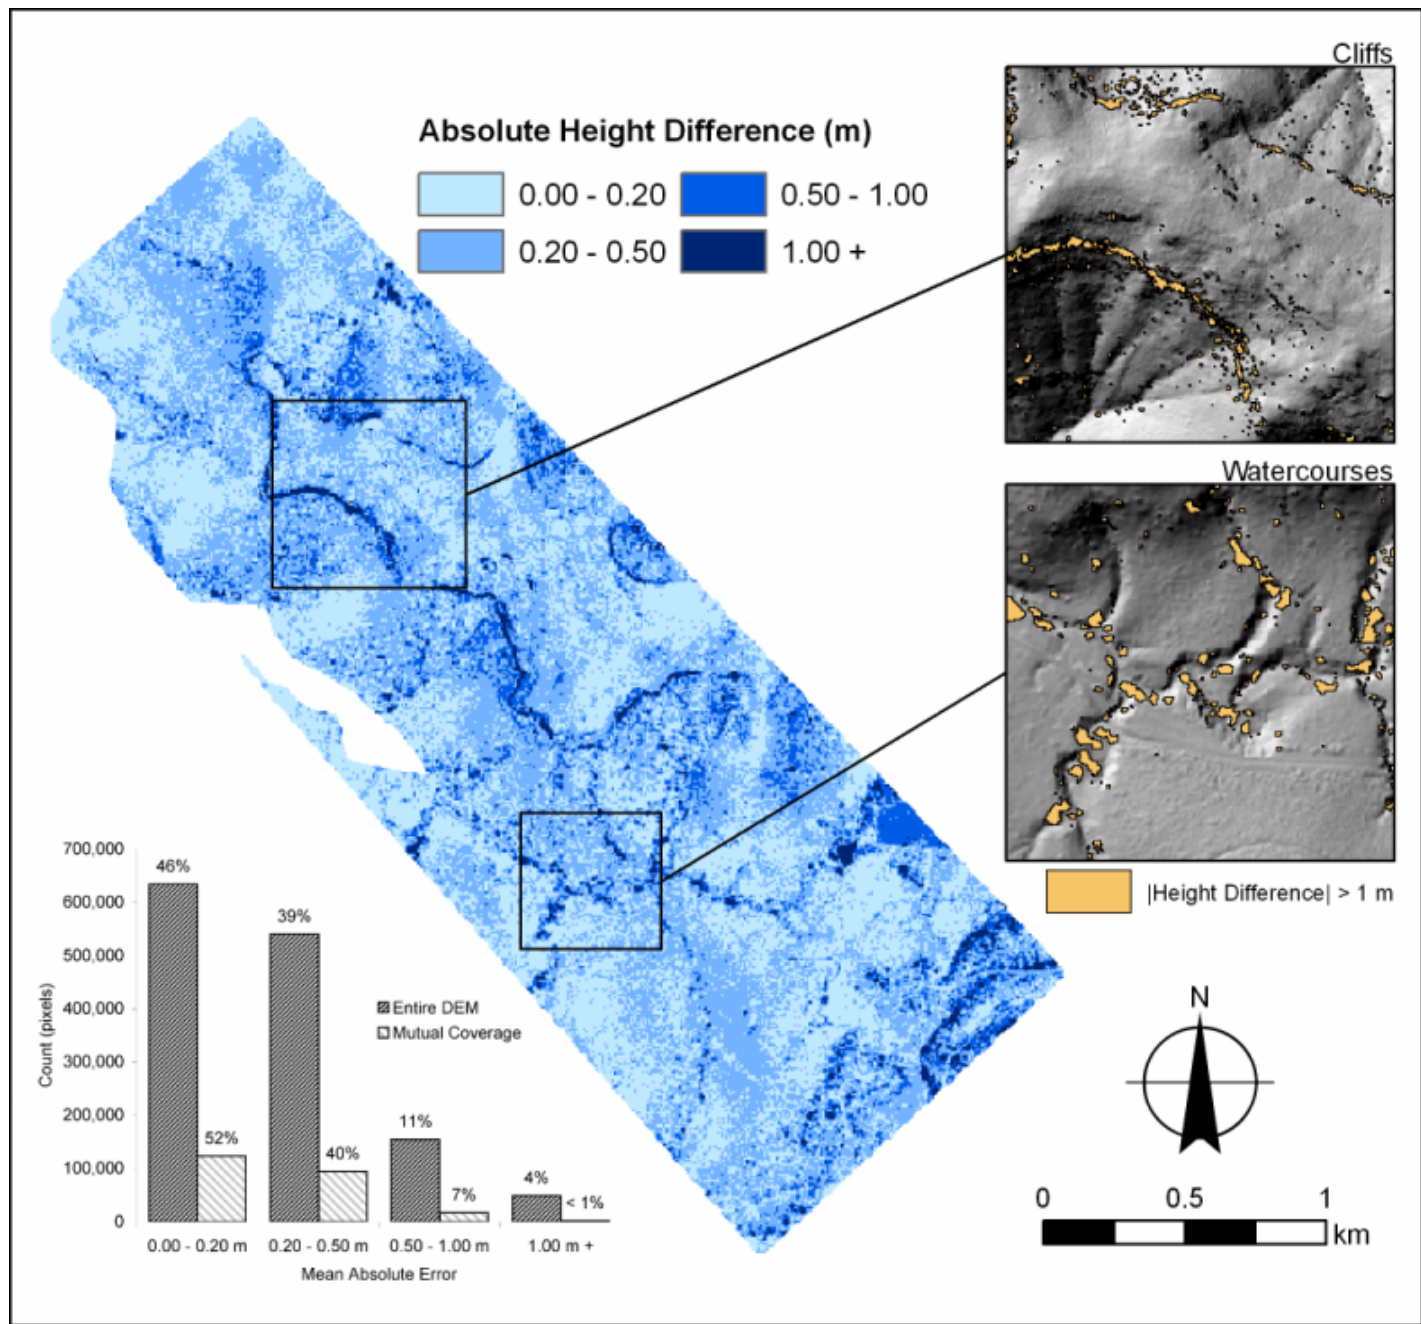 Cliffs
Absolute Height Difference (m)
0.00 - 0.20
0.50 - 1.00
0.20 - 0.50
1.00 +
Watercourses
|Height Difference| > 1 m
N
0 0.5 1
km
700,000
600,000
500,000
400,000
300,000
200,000
100,000
0
Count (pixels)
46%
52%
39%
40%
11%
7%
4%
< 1%
Entire DEM
Mutual Coverage
0.00 - 0.20 m 0.20 - 0.50 m 0.50 - 1.00 m 1.00 m +
Mean Absolute Error